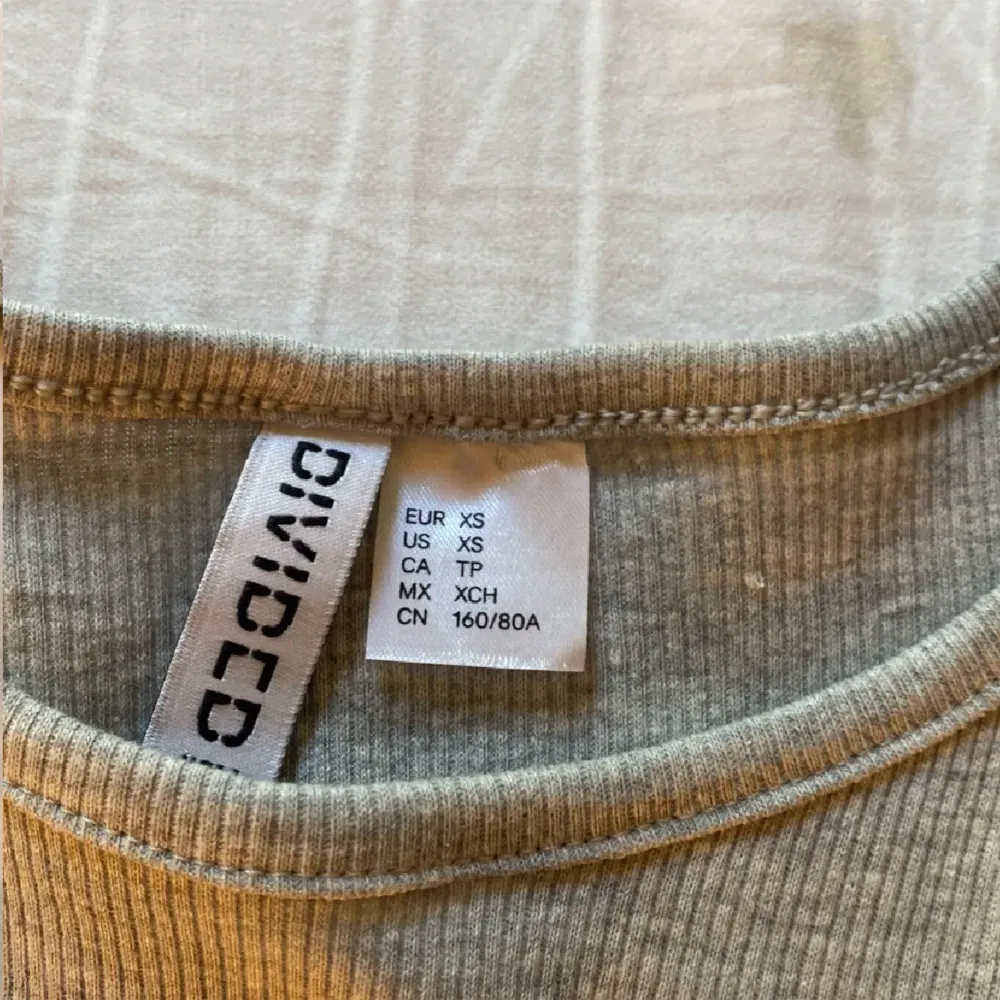 DIVIDED
EUR XS
US XS
CA TP
MX XCH
CN 160/80A